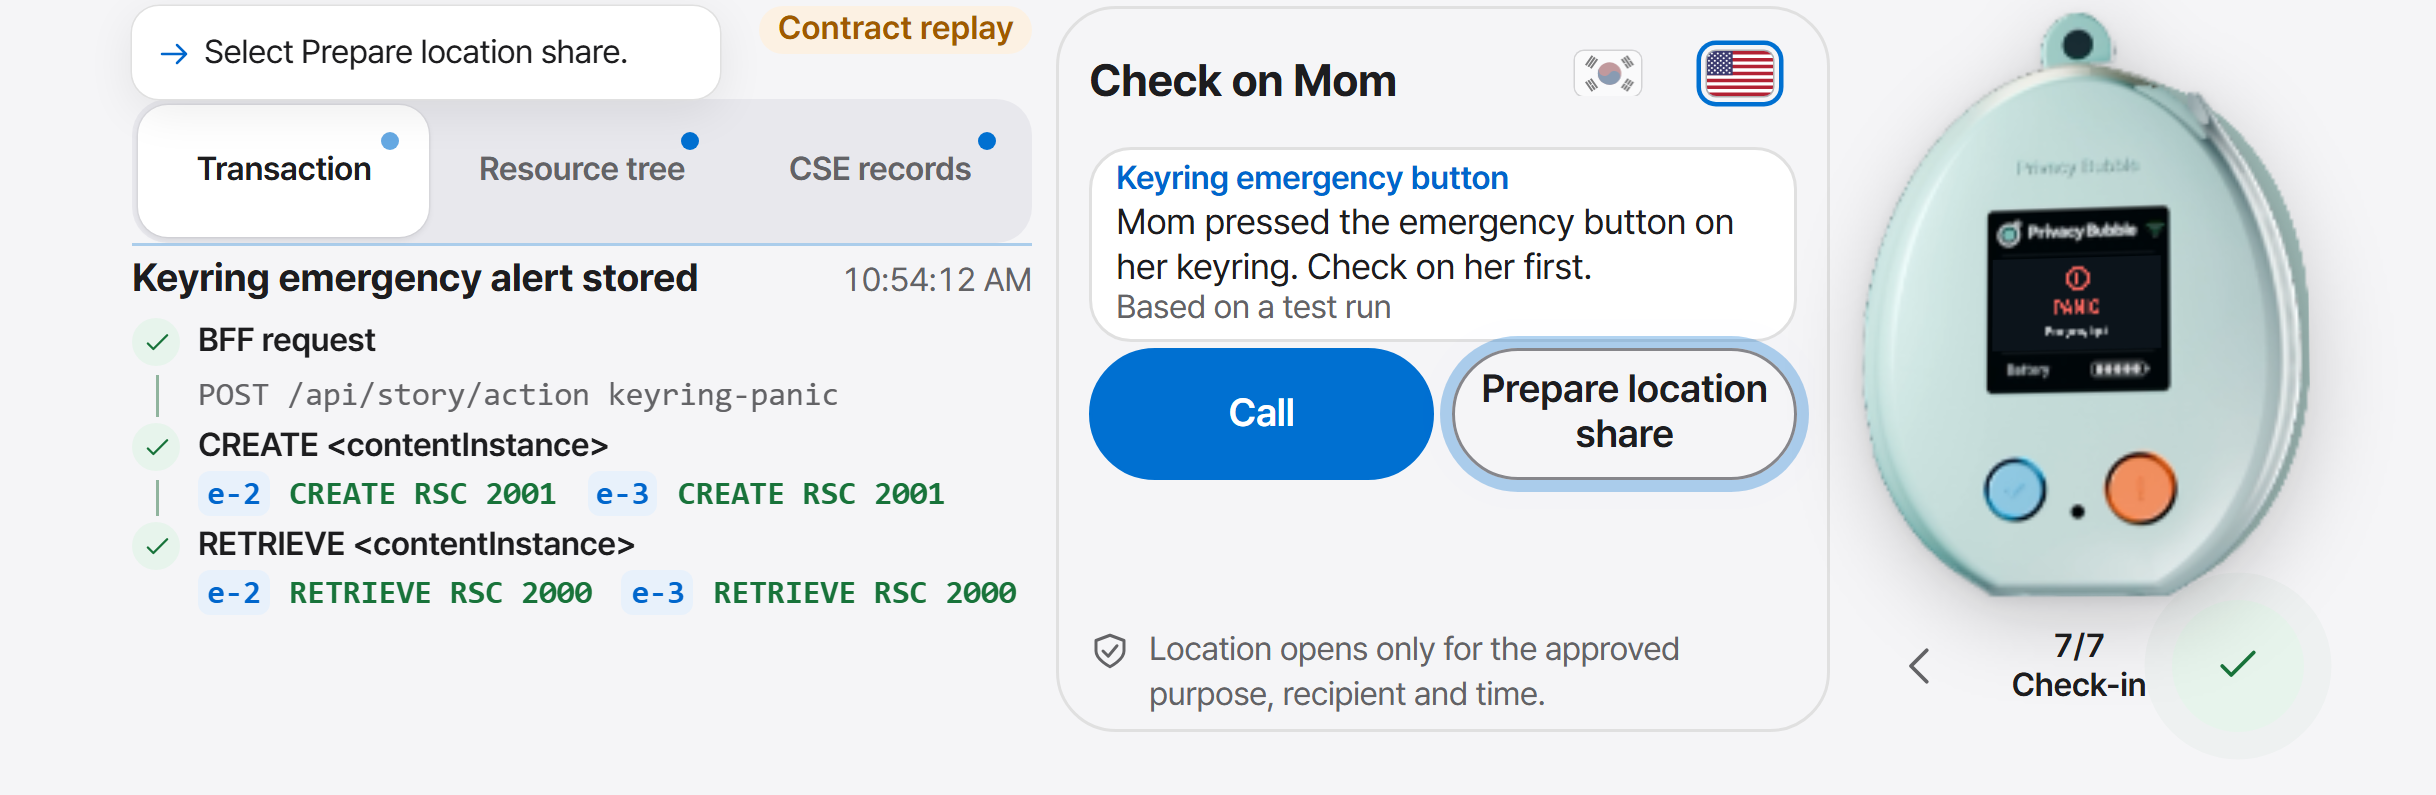 → Select Prepare location share.
Contract replay
Transaction
Resource tree
CSE records
Keyring emergency alert stored
10:54:12 AM
BFF request
POST /api/story/action keyring-panic
CREATE <contentInstance>
e-2 CREATE RSC 2001 e-3 CREATE RSC 2001
RETRIEVE <contentInstance>
e-2 RETRIEVE RSC 2000 e-3 RETRIEVE RSC 2000
Check on Mom
Keyring emergency button
Mom pressed the emergency button on
her keyring. Check on her first.
Based on a test run
Call
Prepare location
share
Location opens only for the approved
purpose, recipient and time.
Privacy Bubble
Privacy Bubble
PANIC
Battery
7/7
Check-in